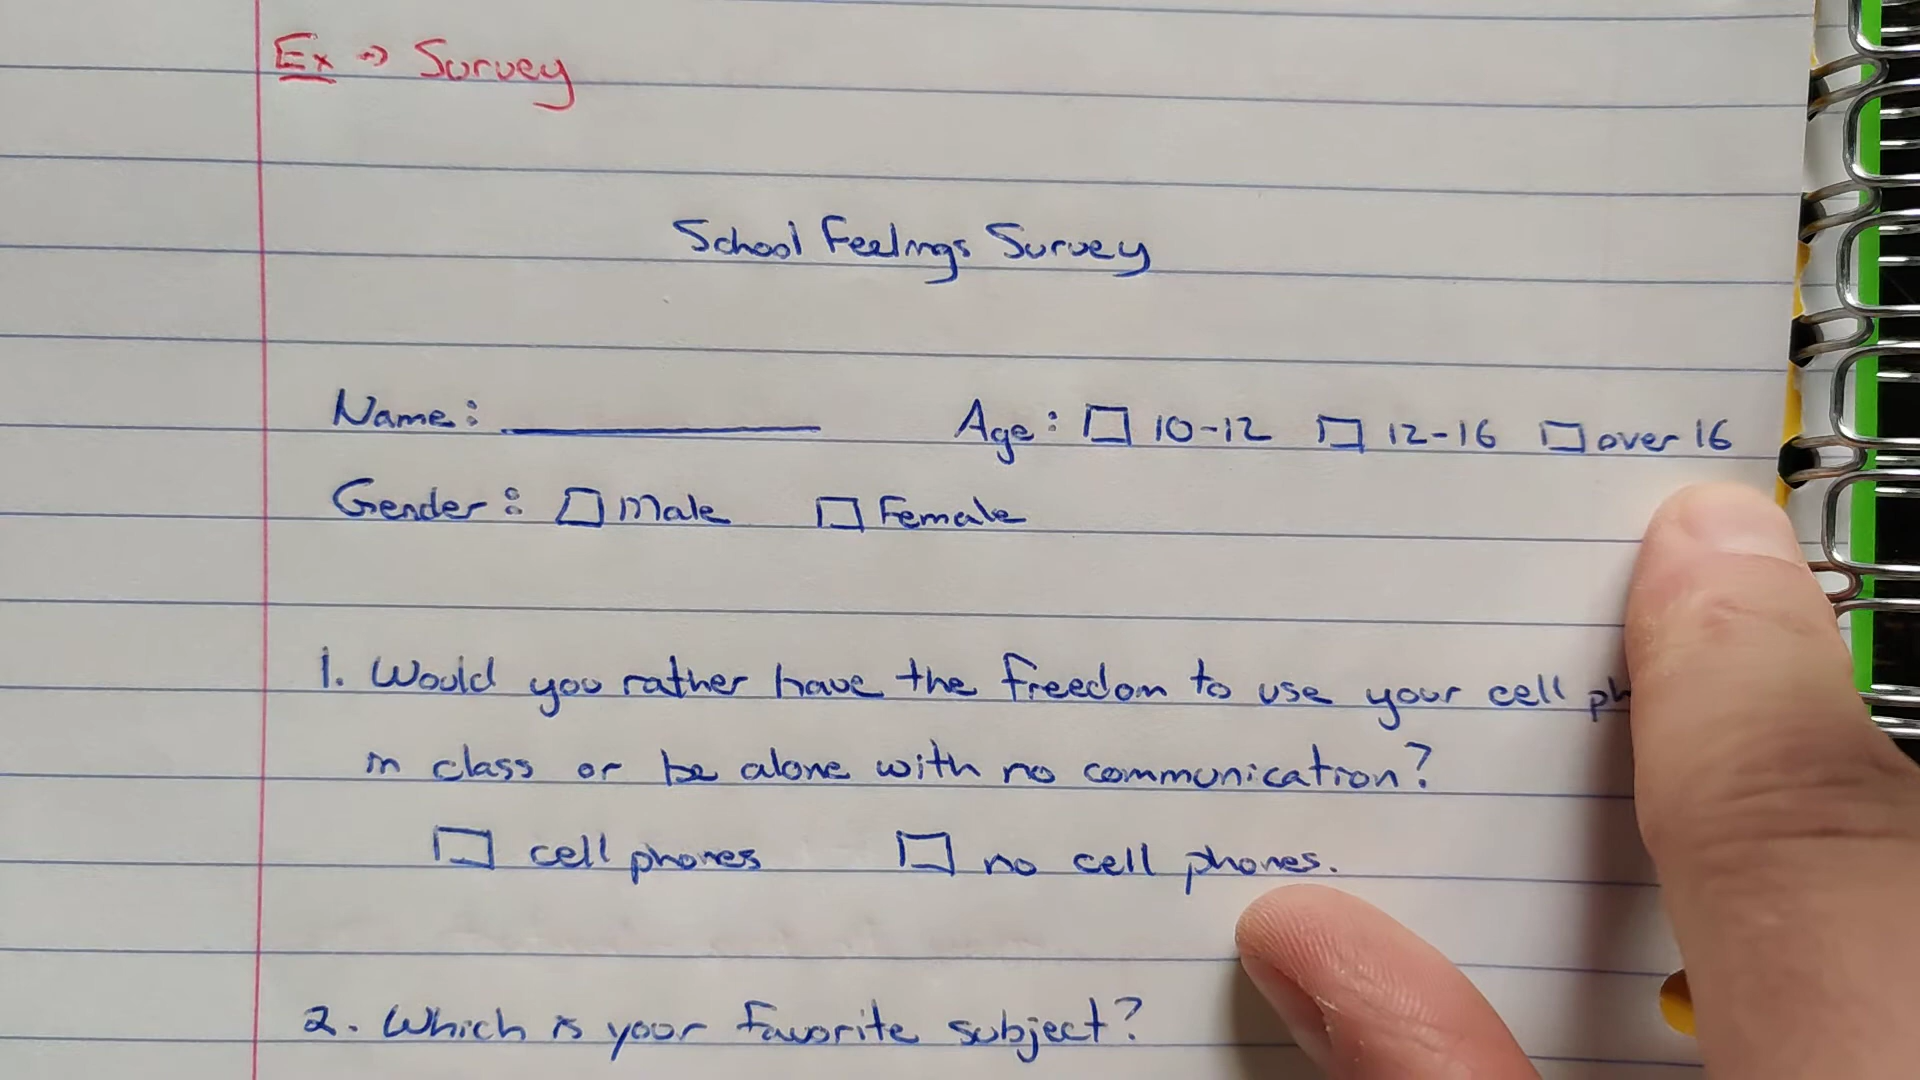 Ex → Survey
School Feelings Survey
Name: __________ Age: ☐ 10-12 ☐ 12-16 ☐ over 16
Gender: ☐ Male ☐ Female
1. Would you rather have the freedom to use your cell ph
in class or be alone with no communication?
☐ cell phones ☐ no cell phones.
2. Which is your favorite subject?